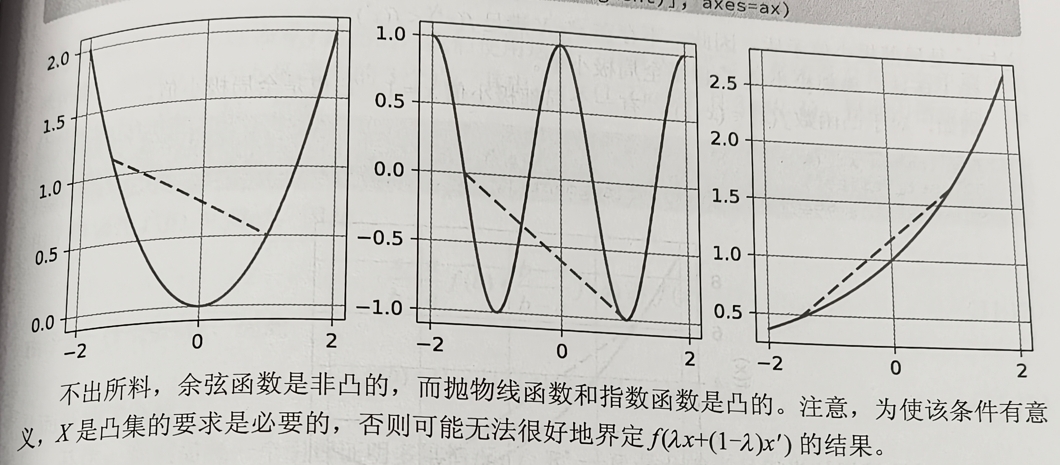 axes=ax)
2.0
1.5
1.0
0.5
0.0
−2 0 2
1.0
0.5
0.0
−0.5
−1.0
−2 0 2
2.5
2.0
1.5
1.0
0.5
−2 0 2
不出所料，余弦函数是非凸的，而抛物线函数和指数函数是凸的。注意，为使该条件有意
义，X是凸集的要求是必要的，否则可能无法很好地界定 f(λx+(1−λ)x′) 的结果。